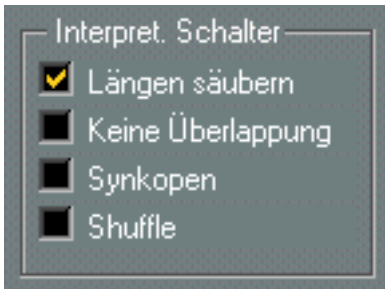 Interpret. Schalter
Längen säubern
Keine Überlappung
Synkopen
Shuffle